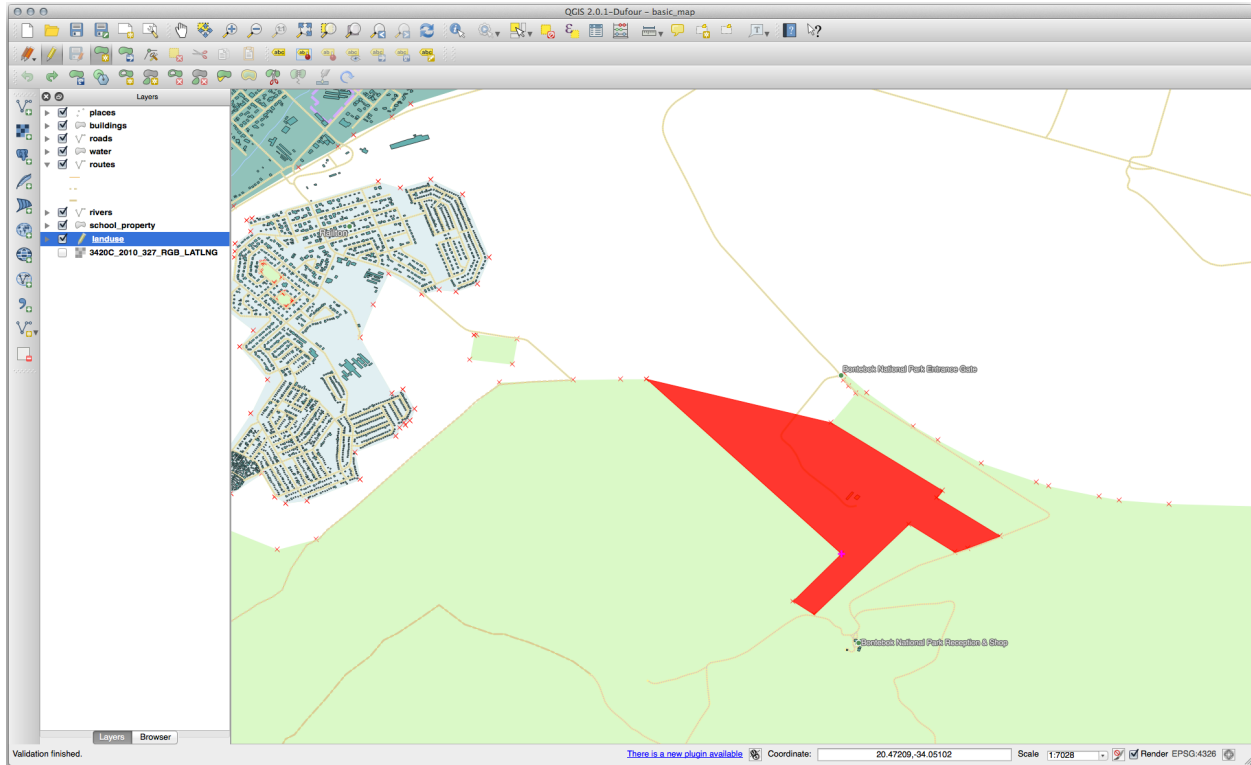 QGIS 2.0.1-Dufour - basic_map
Layers
places
buildings
roads
water
routes
rivers
school_property
landuse
3420C_2010_327_RGB_LATLNG
Railton
Bontebok National Park Entrance Gate
Bontebok National Park Reception & Shop
Layers
Browser
Validation finished.
There is a new plugin available
Coordinate:
20.47209,-34.05102
Scale
1:7028
Render
EPSG:4326